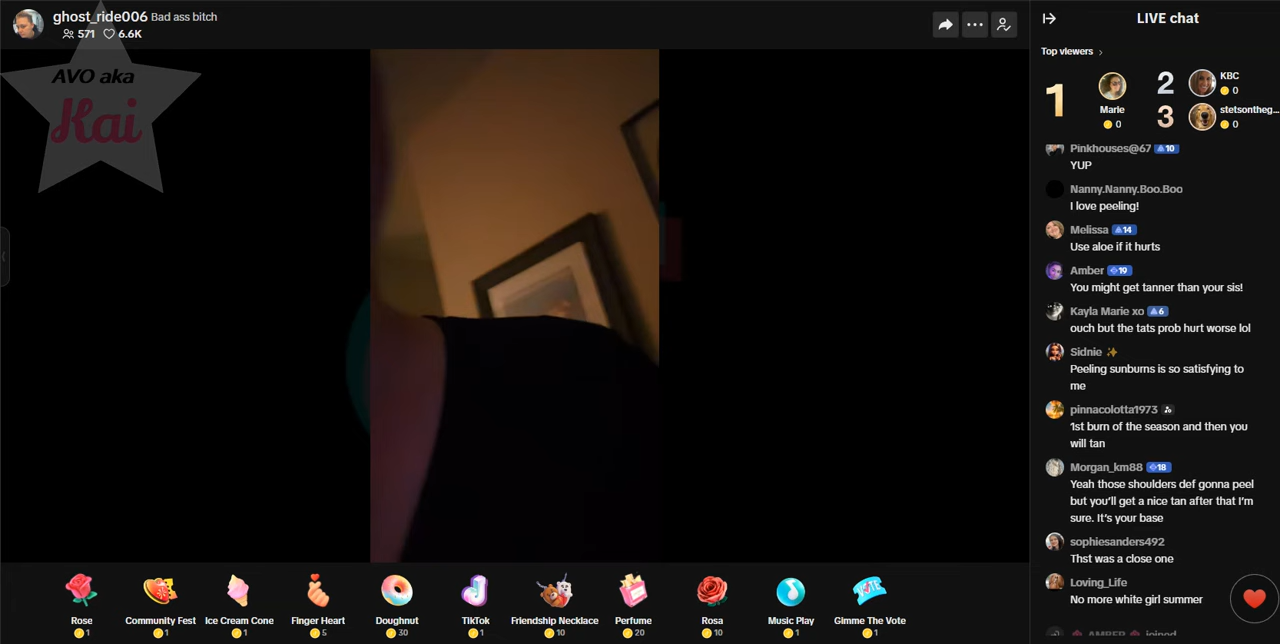 ghost_ride006 Bad ass bitch
571 6.6K
AVO aka
Kai
LIVE chat
Top viewers
1 Marie 0
2 KBC 0
3 stetsontheg... 0
Pinkhouses@67 10
YUP
Nanny.Nanny.Boo.Boo
I love peeling!
Melissa 14
Use aloe if it hurts
Amber 19
You might get tanner than your sis!
Kayla Marie xo 6
ouch but the tats prob hurt worse lol
Sidnie ✨
Peeling sunburns is so satisfying to
me
pinnacolotta1973
1st burn of the season and then you
will tan
Morgan_km88 18
Yeah those shoulders def gonna peel
but you'll get a nice tan after that I'm
sure. It's your base
sophiesanders492
Thst was a close one
Loving_Life
No more white girl summer
AMBER joined
Rose Community Fest Ice Cream Cone Finger Heart Doughnut TikTok Friendship Necklace Perfume Rosa Music Play Gimme The Vote
1 1 1 5 30 1 10 20 10 1 1
VOTE